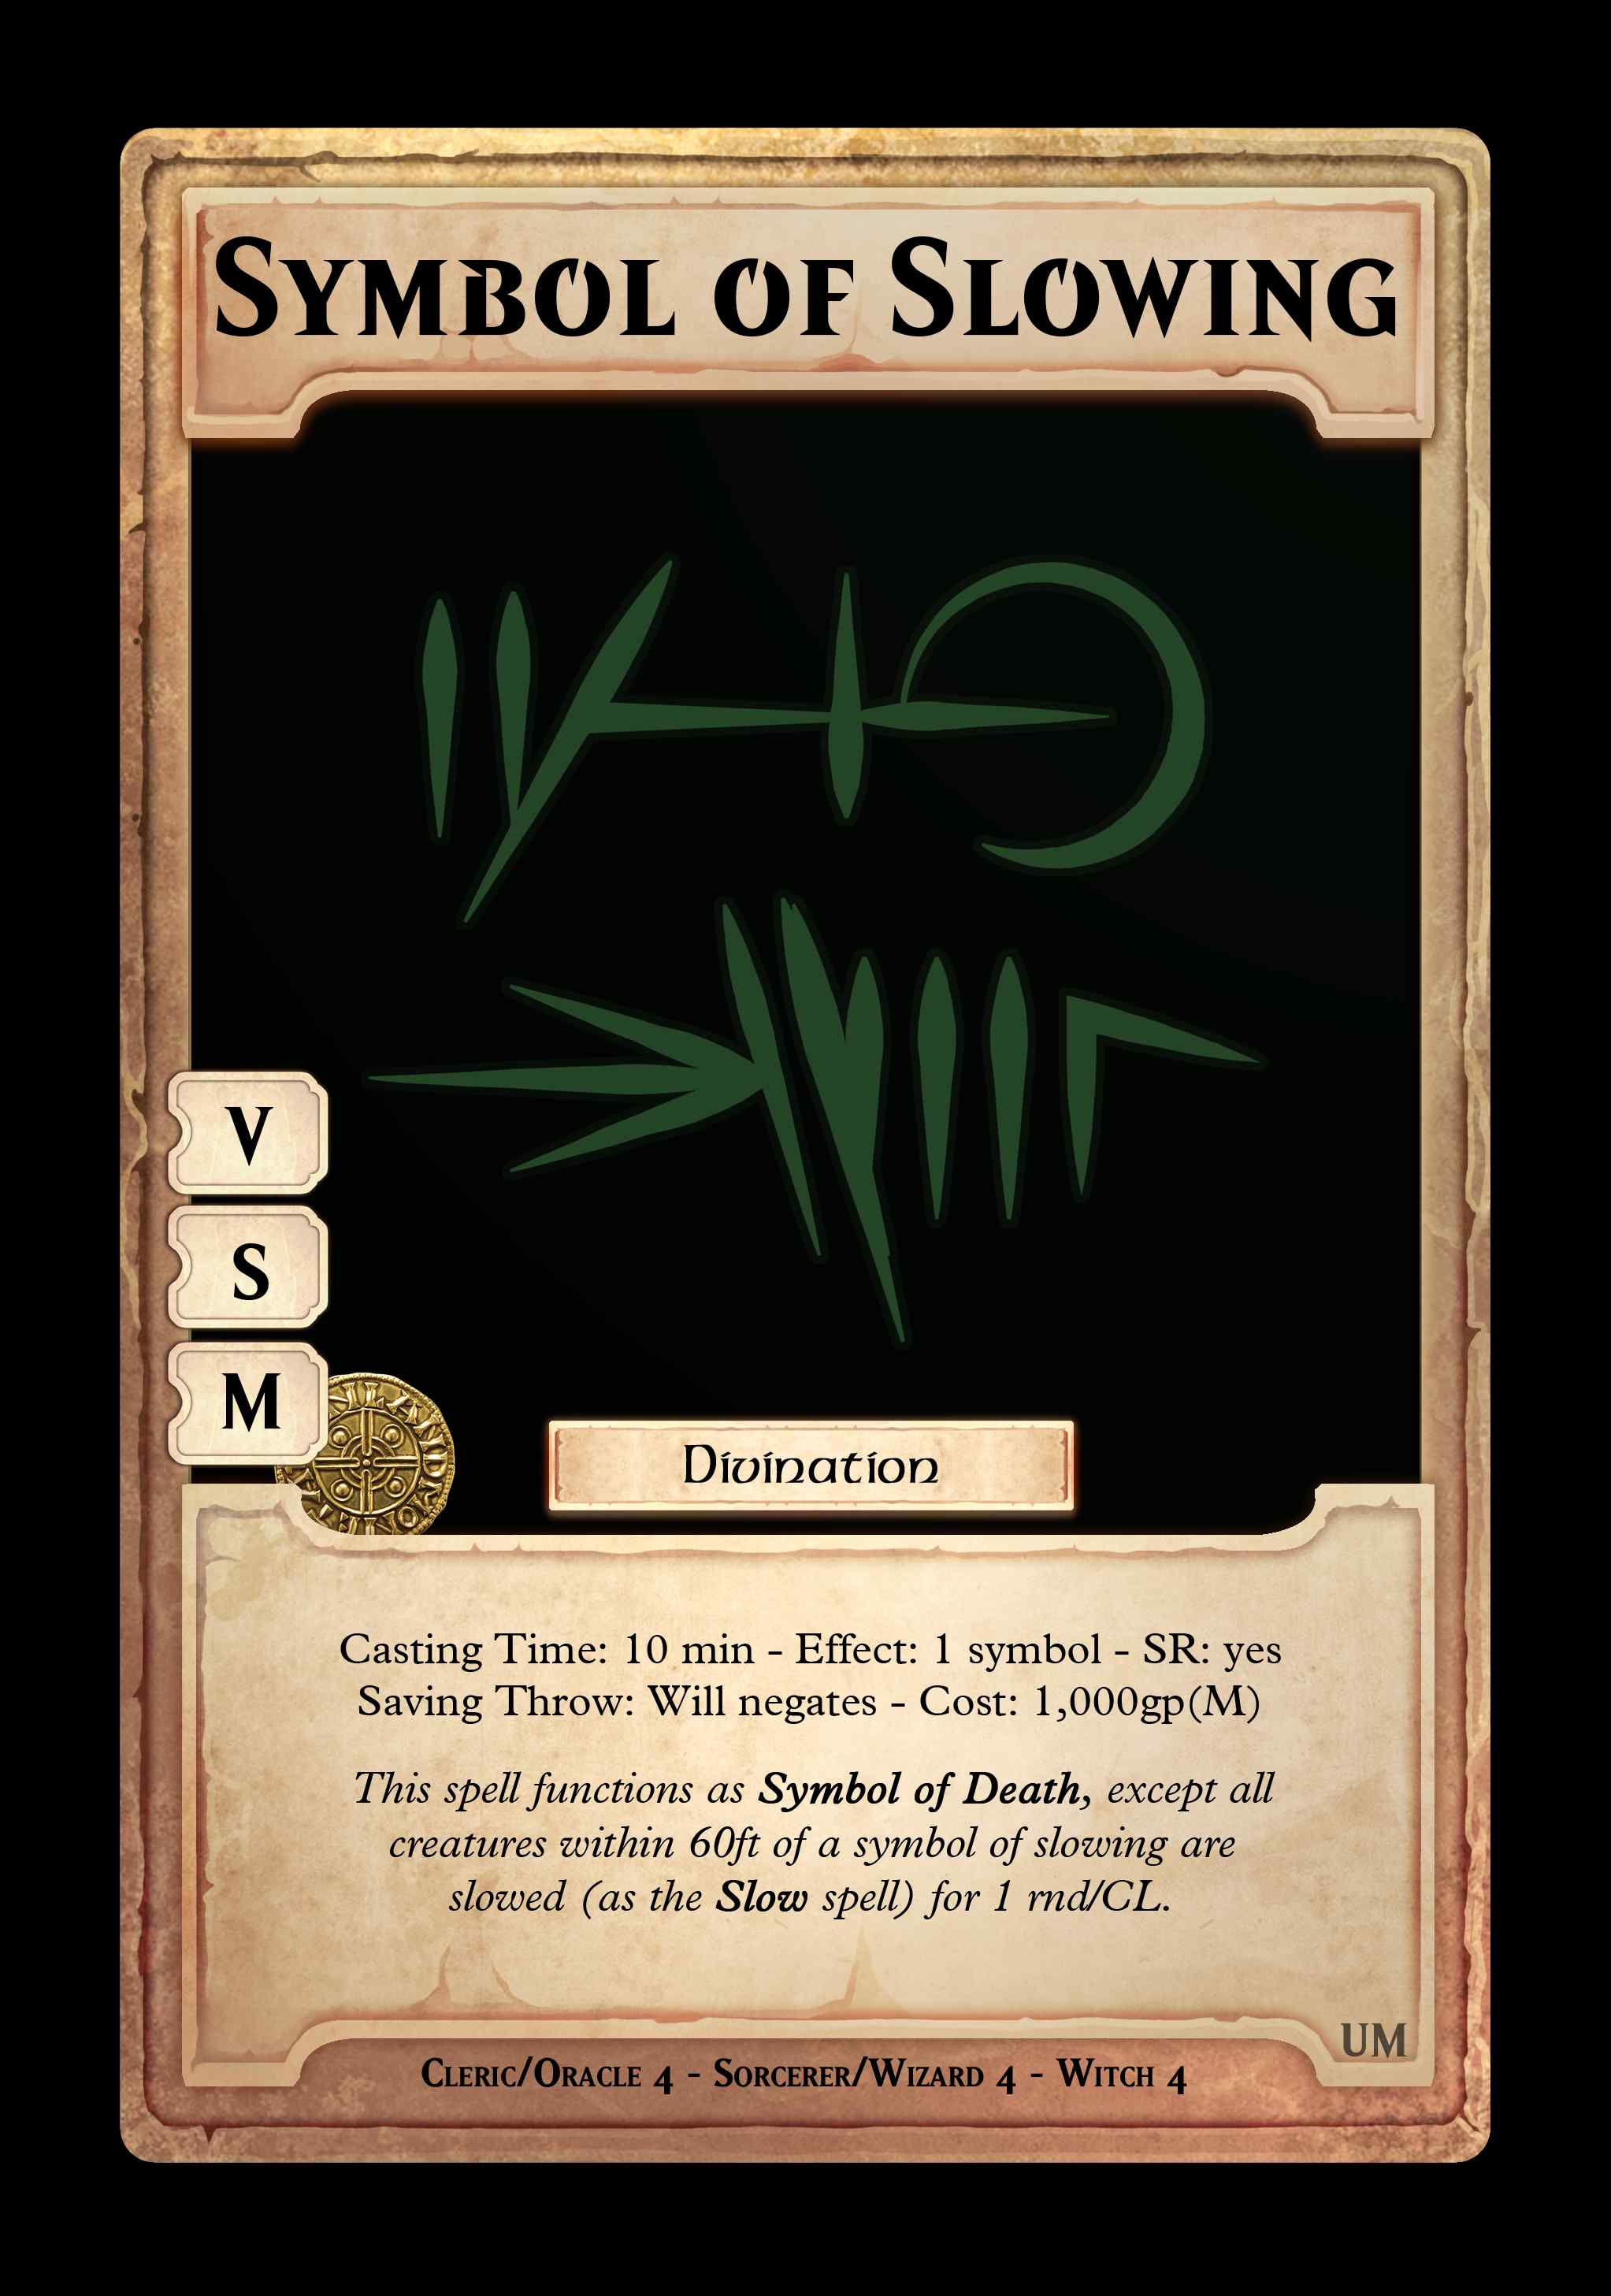 Symbol of Slowing
V
S
M
Divination
Casting Time: 10 min - Effect: 1 symbol - SR: yes
Saving Throw: Will negates - Cost: 1,000gp(M)
This spell functions as Symbol of Death, except all
creatures within 60ft of a symbol of slowing are
slowed (as the Slow spell) for 1 rnd/CL.
UM
Cleric/Oracle 4 - Sorcerer/Wizard 4 - Witch 4